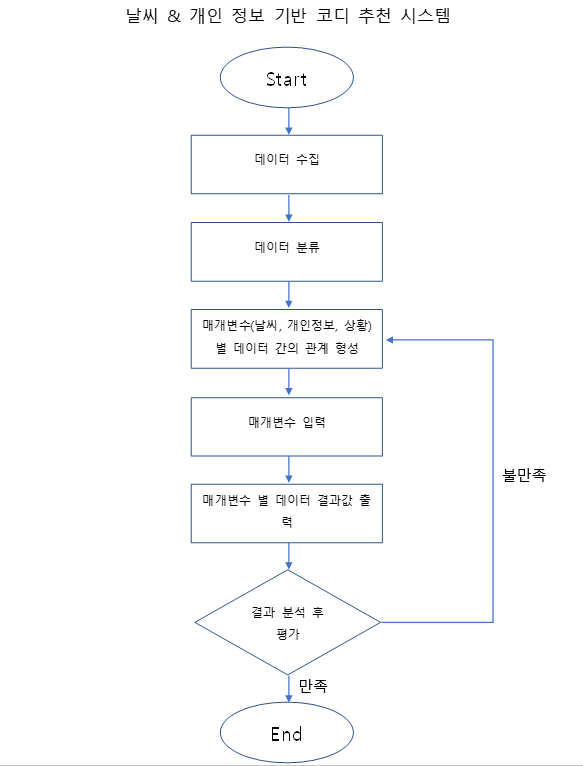 날씨 & 개인 정보 기반 코디 추천 시스템
Start
데이터 수집
데이터 분류
매개변수(날씨, 개인정보, 상황)
별 데이터 간의 관계 형성
매개변수 입력
불만족
매개변수 별 데이터 결과값 출
력
결과 분석 후
평가
만족
End